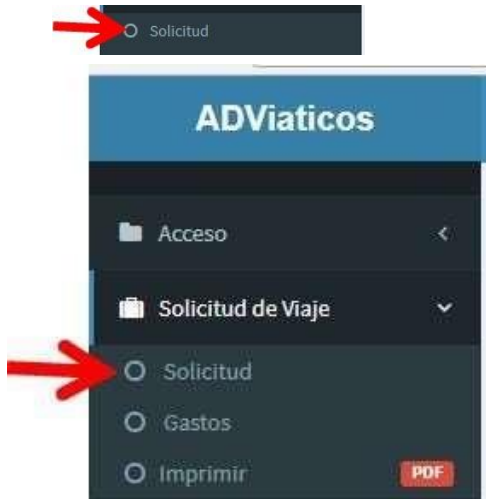 Solicitud
ADViaticos
Acceso
Solicitud de Viaje
Solicitud
Gastos
Imprimir PDF